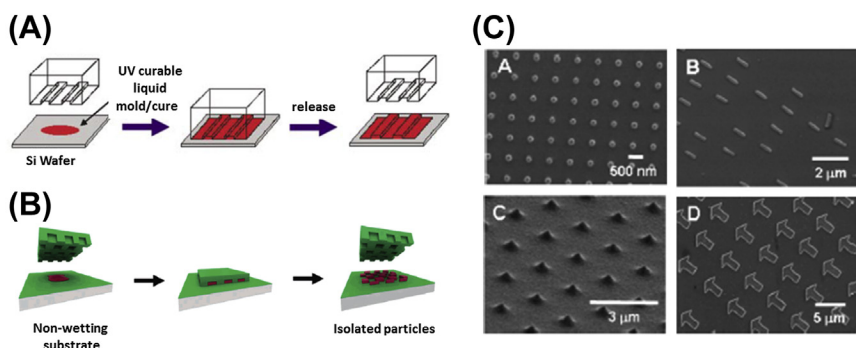 (A)
UV curable
liquid
mold/cure
release
Si Wafer
(B)
Non-wetting
substrate
Isolated particles
(C)
A
500 nm
B
2 μm
C
3 μm
D
5 μm